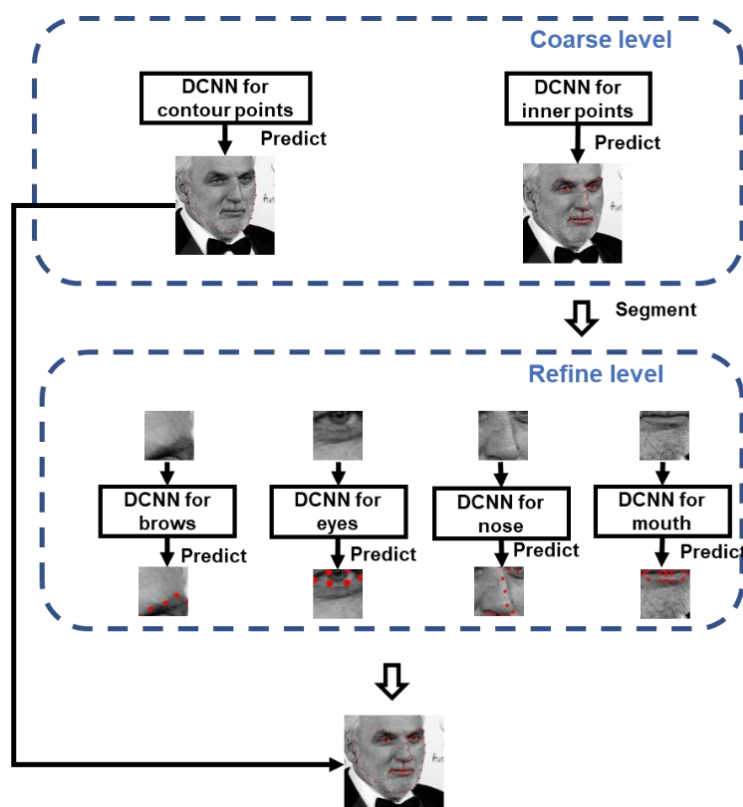 Coarse level
DCNN for
contour points
DCNN for
inner points
Predict
Predict
Segment
Refine level
DCNN for
brows
DCNN for
eyes
DCNN for
nose
DCNN for
mouth
Predict
Predict
Predict
Predict